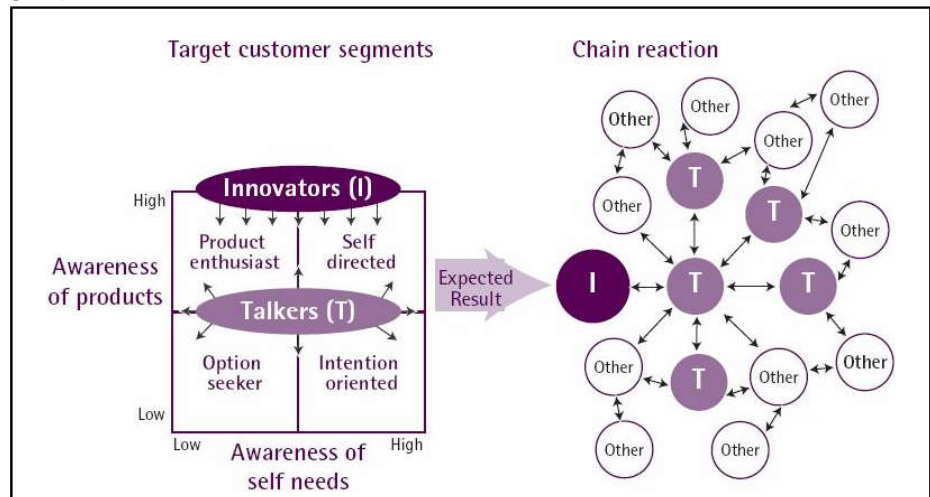 Target customer segments
Chain reaction
High
Awareness
of products
Low
Innovators (I)
Product
enthusiast
Self
directed
Talkers (T)
Option
seeker
Intention
oriented
Low
High
Awareness of
self needs
Expected
Result
Other
Other
Other
Other
Other
T
T
Other
I
T
T
Other
T
Other
Other
Other
Other
Other